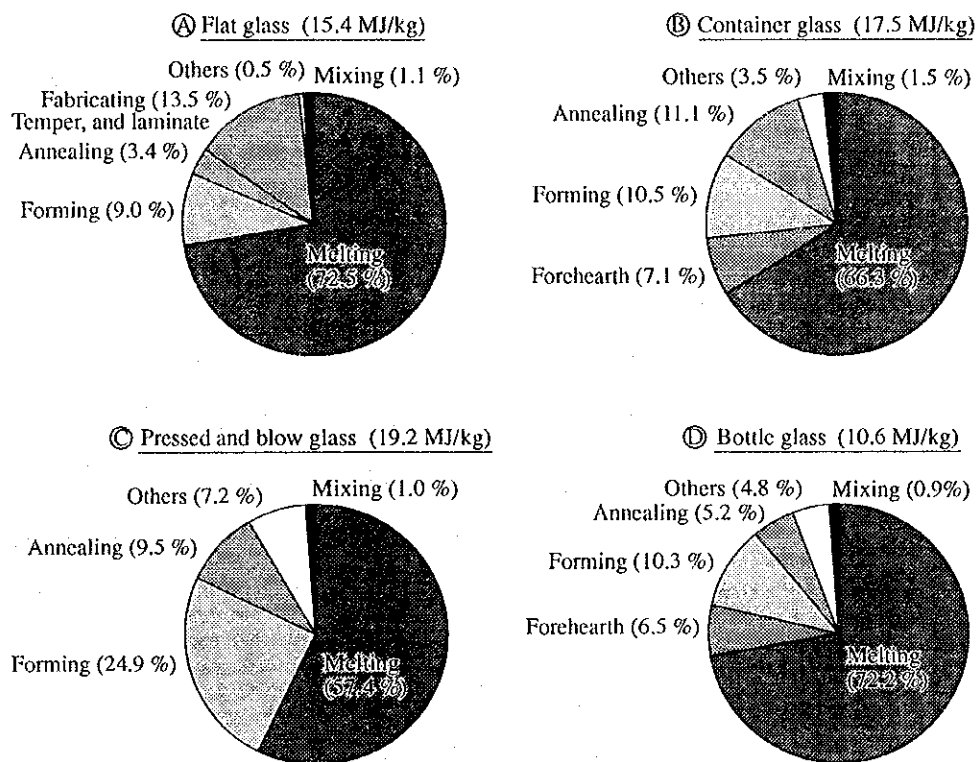 Ⓐ Flat glass (15.4 MJ/kg)
Others (0.5 %)
Mixing (1.1 %)
Fabricating (13.5 %)
Temper, and laminate
Annealing (3.4 %)
Forming (9.0 %)
Melting
(72.5 %)
Ⓑ Container glass (17.5 MJ/kg)
Others (3.5 %)
Mixing (1.5 %)
Annealing (11.1 %)
Forming (10.5 %)
Forehearth (7.1 %)
Melting
(66.3 %)
Ⓒ Pressed and blow glass (19.2 MJ/kg)
Others (7.2 %)
Mixing (1.0 %)
Annealing (9.5 %)
Forming (24.9 %)
Melting
(57.4 %)
Ⓓ Bottle glass (10.6 MJ/kg)
Others (4.8 %)
Mixing (0.9%)
Annealing (5.2 %)
Forming (10.3 %)
Forehearth (6.5 %)
Melting
(72.2 %)